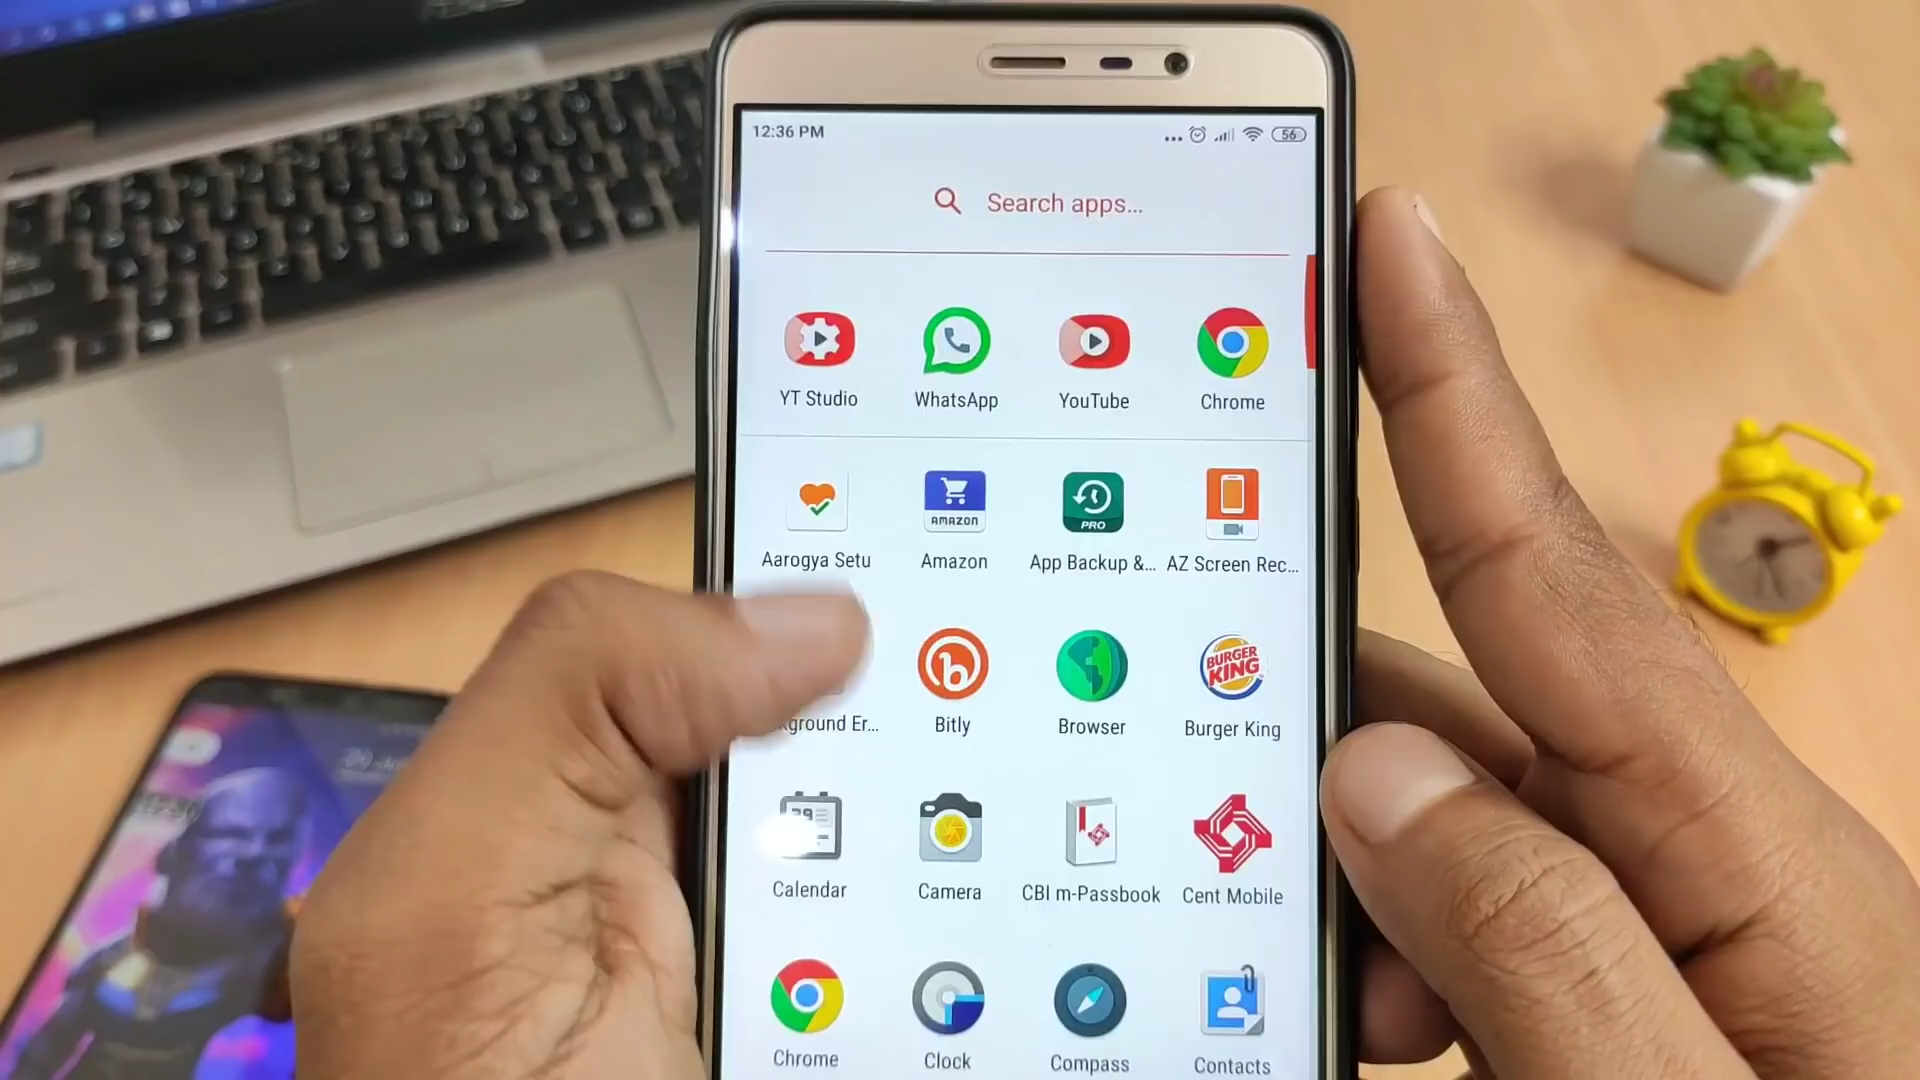 12:36 PM
56
Search apps...
YT Studio
WhatsApp
YouTube
Chrome
AMAZON
PRO
Aarogya Setu
Amazon
App Backup &...
AZ Screen Rec...
BURGER
KING
kground Er...
Bitly
Browser
Burger King
Calendar
Camera
CBI m-Passbook
Cent Mobile
Chrome
Clock
Compass
Contacts